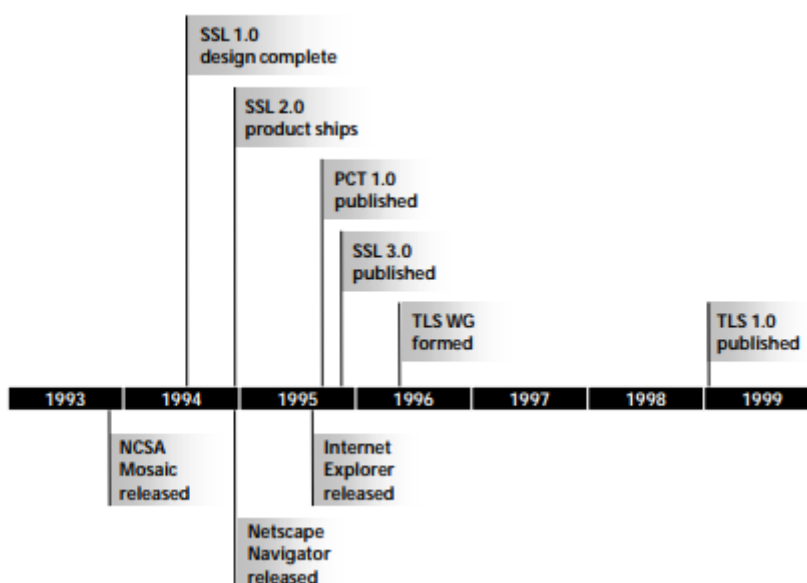 SSL 1.0
design complete
SSL 2.0
product ships
PCT 1.0
published
SSL 3.0
published
TLS WG
formed
TLS 1.0
published
1993 1994 1995 1996 1997 1998 1999
NCSA
Mosaic
released
Internet
Explorer
released
Netscape
Navigator
released